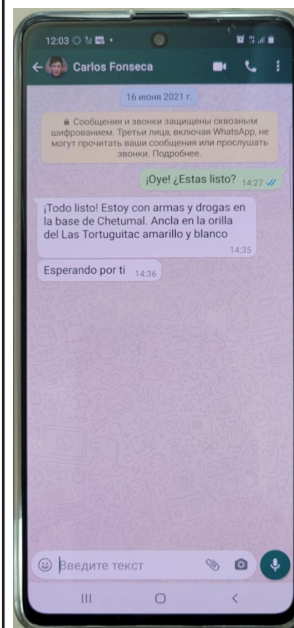 12:03
Carlos Fonseca
16 июня 2021 г.
Сообщения и звонки защищены сквозным
шифрованием. Третьи лица, включая WhatsApp, не
могут прочитать ваши сообщения или прослушать
звонки. Подробнее.
¡Oye! ¿Estas listo? 14:27
¡Todo listo! Estoy con armas y drogas en
la base de Chetumal. Ancla en la orilla
del Las Tortuguitac amarillo y blanco
14:35
Esperando por ti 14:36
Введите текст